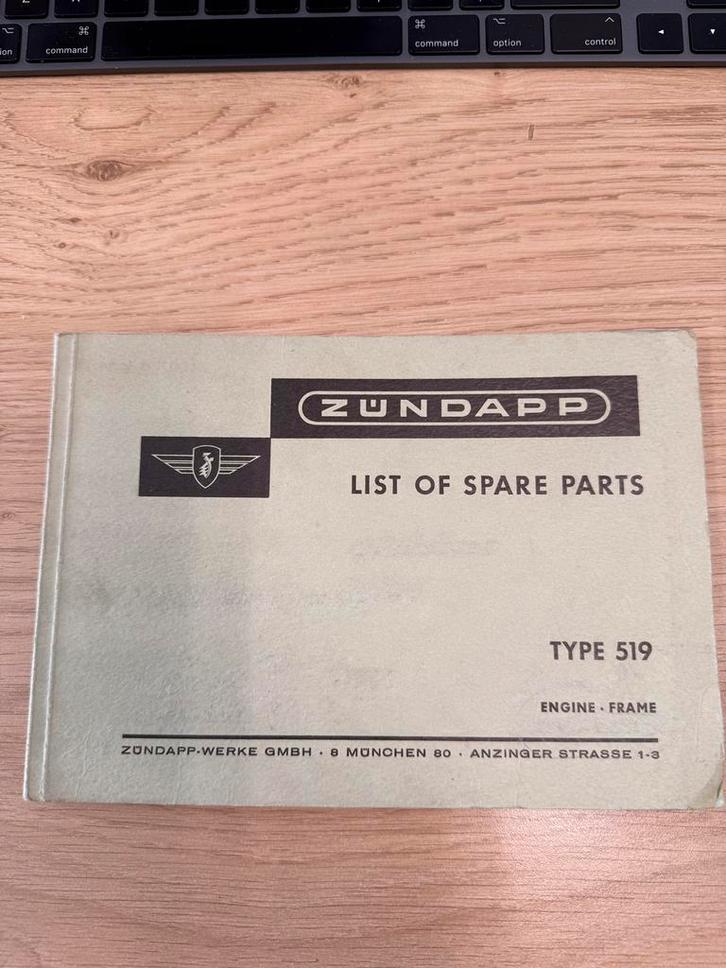 Z
X
⌥ ⌘ ⌘ ⌥ ^
ion command command option control ◄ ▼
ZÜNDAPP
LIST OF SPARE PARTS
TYPE 519
ENGINE · FRAME
ZÜNDAPP-WERKE GMBH · 8 MÜNCHEN 80 · ANZINGER STRASSE 1-3